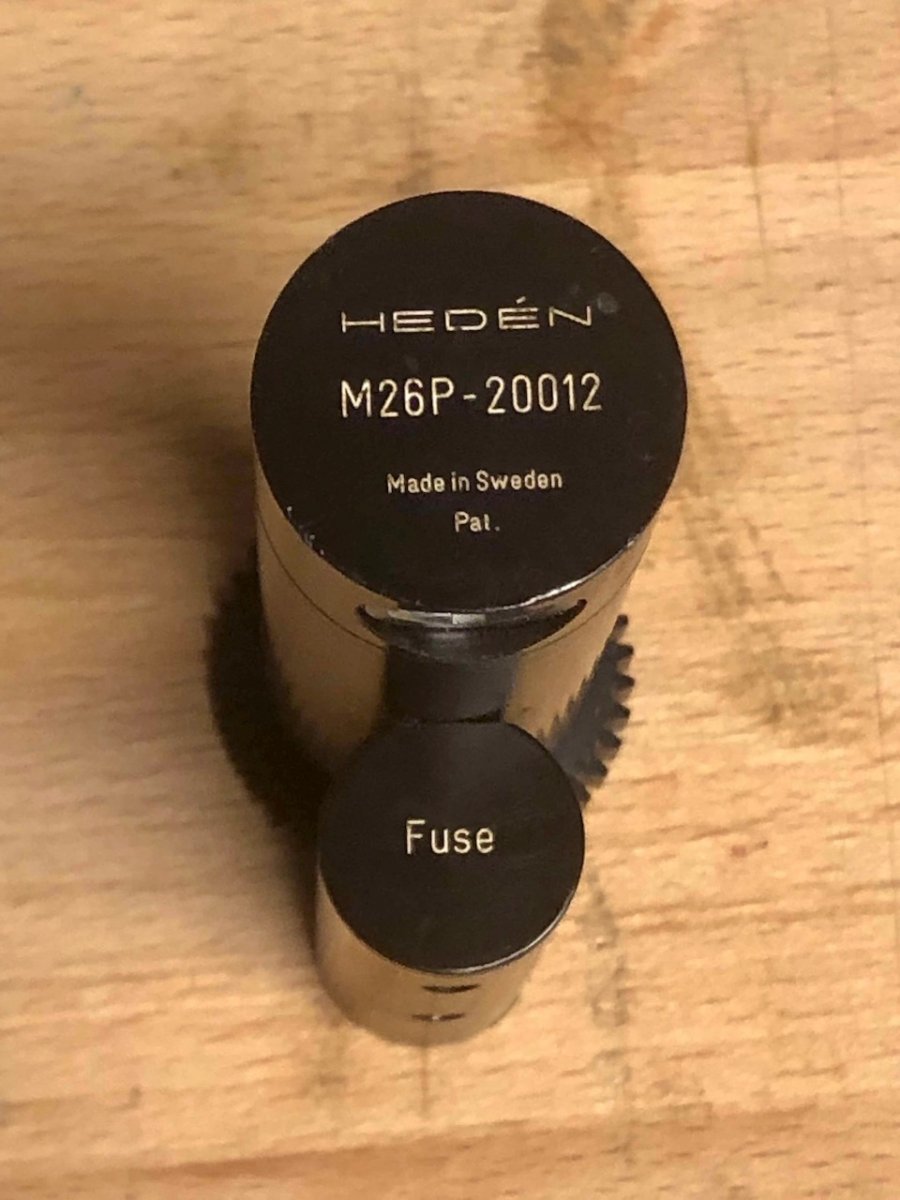 HEDÉN
M26P-20012
Made in Sweden
Pat.
Fuse